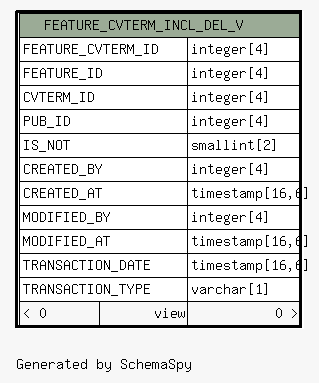 FEATURE_CVTERM_INCL_DEL_V
FEATURE_CVTERM_ID integer[4]
FEATURE_ID integer[4]
CVTERM_ID integer[4]
PUB_ID integer[4]
IS_NOT smallint[2]
CREATED_BY integer[4]
CREATED_AT timestamp[16,6]
MODIFIED_BY integer[4]
MODIFIED_AT timestamp[16,6]
TRANSACTION_DATE timestamp[16,6]
TRANSACTION_TYPE varchar[1]
< 0 view 0 >
Generated by SchemaSpy